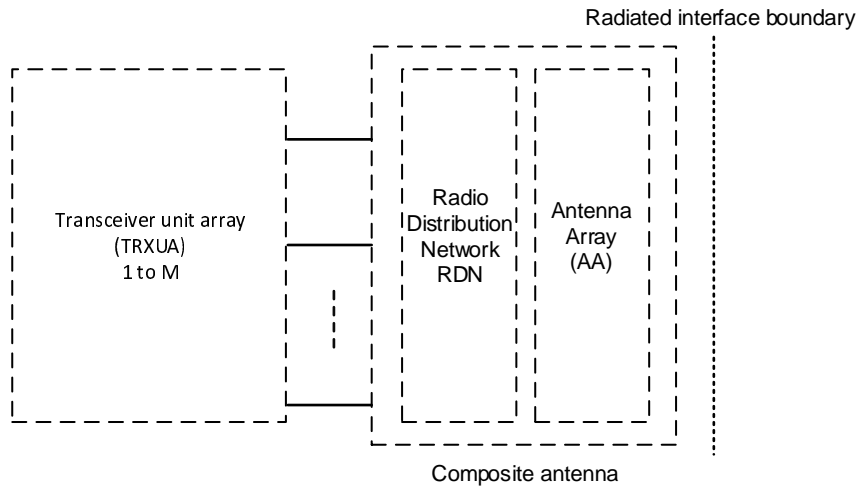 Radiated interface boundary
Transceiver unit array
(TRXUA)
1 to M
Radio
Distribution
Network
RDN
Antenna
Array
(AA)
Composite antenna